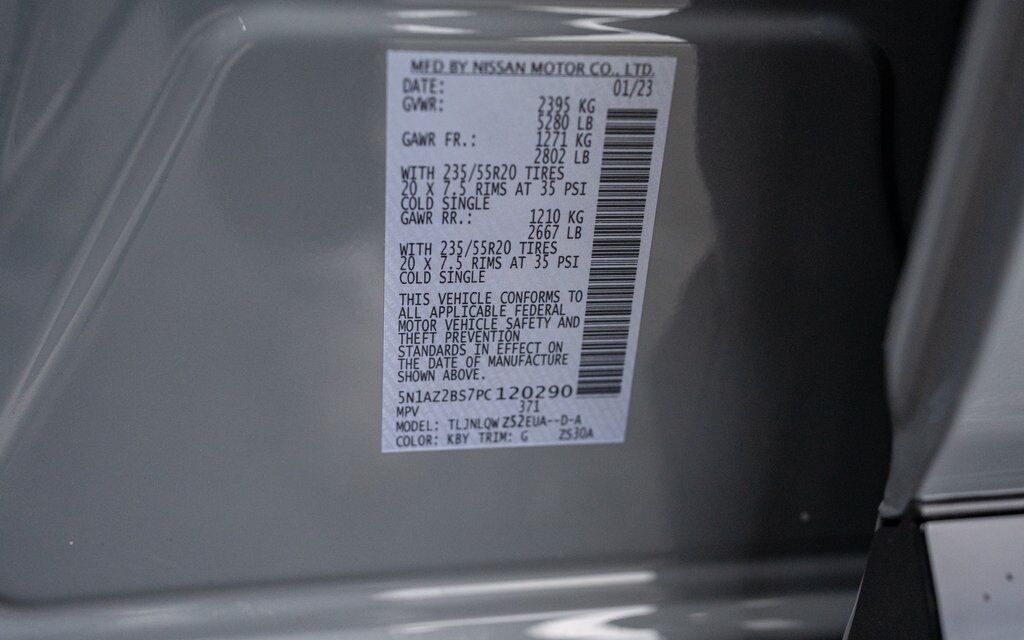 MFD BY NISSAN MOTOR CO., LTD.
DATE: 01/23
GVWR: 2395 KG
5280 LB
GAWR FR.: 1271 KG
2802 LB
WITH 235/55R20 TIRES
20 X 7.5 RIMS AT 35 PSI
COLD SINGLE
GAWR RR.: 1210 KG
2667 LB
WITH 235/55R20 TIRES
20 X 7.5 RIMS AT 35 PSI
COLD SINGLE
THIS VEHICLE CONFORMS TO
ALL APPLICABLE FEDERAL
MOTOR VEHICLE SAFETY AND
THEFT PREVENTION
STANDARDS IN EFFECT ON
THE DATE OF MANUFACTURE
SHOWN ABOVE.
5N1AZ2BS7PC120290
MPV 371
MODEL: TLJNLQW Z52EUA--D-A
COLOR: KBY TRIM: G ZS30A